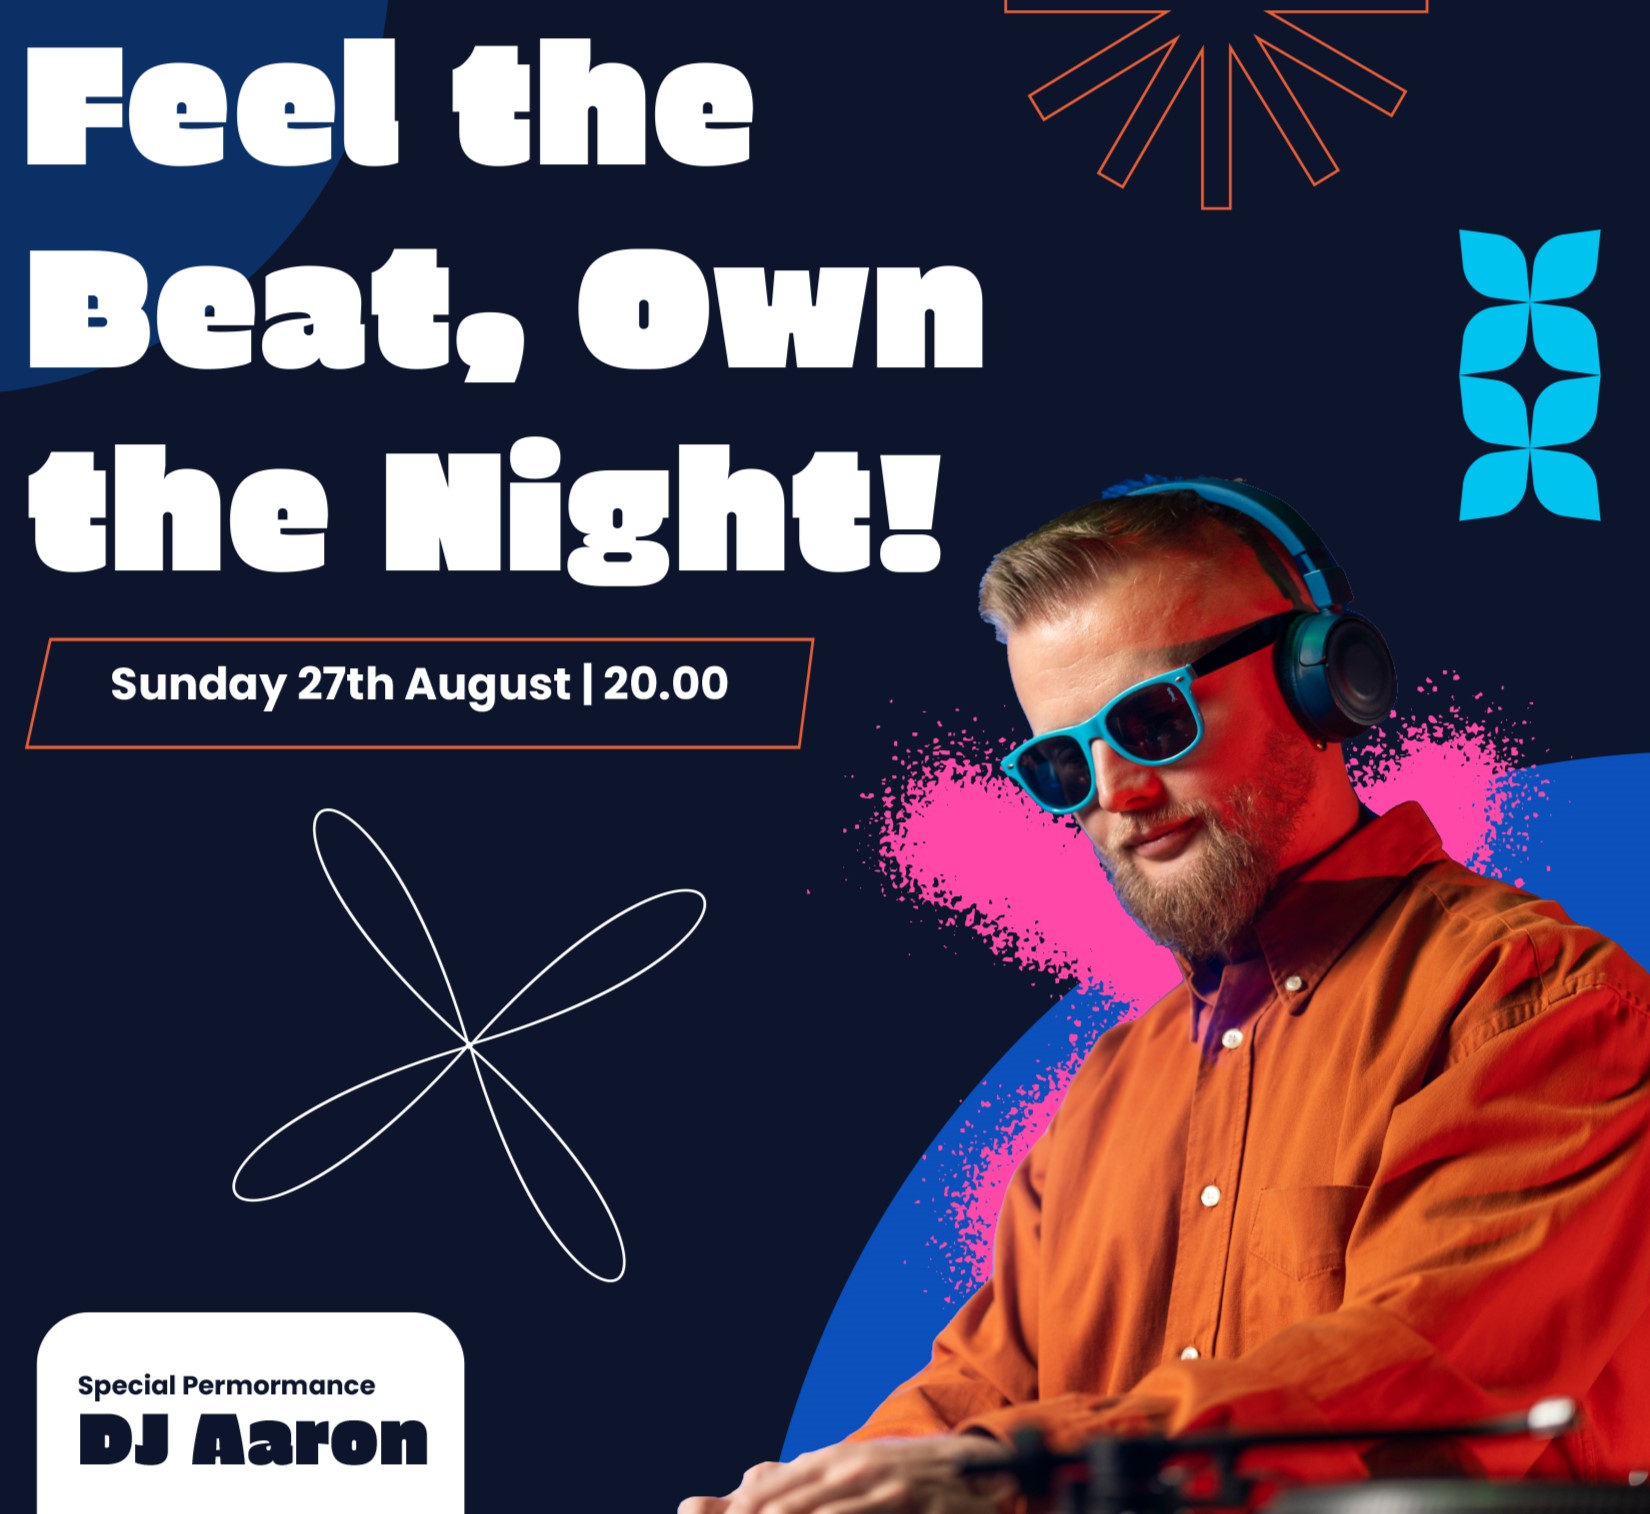 Feel the
Beat, Own
the Night!
Sunday 27th August | 20.00
Special Permormance
DJ Aaron